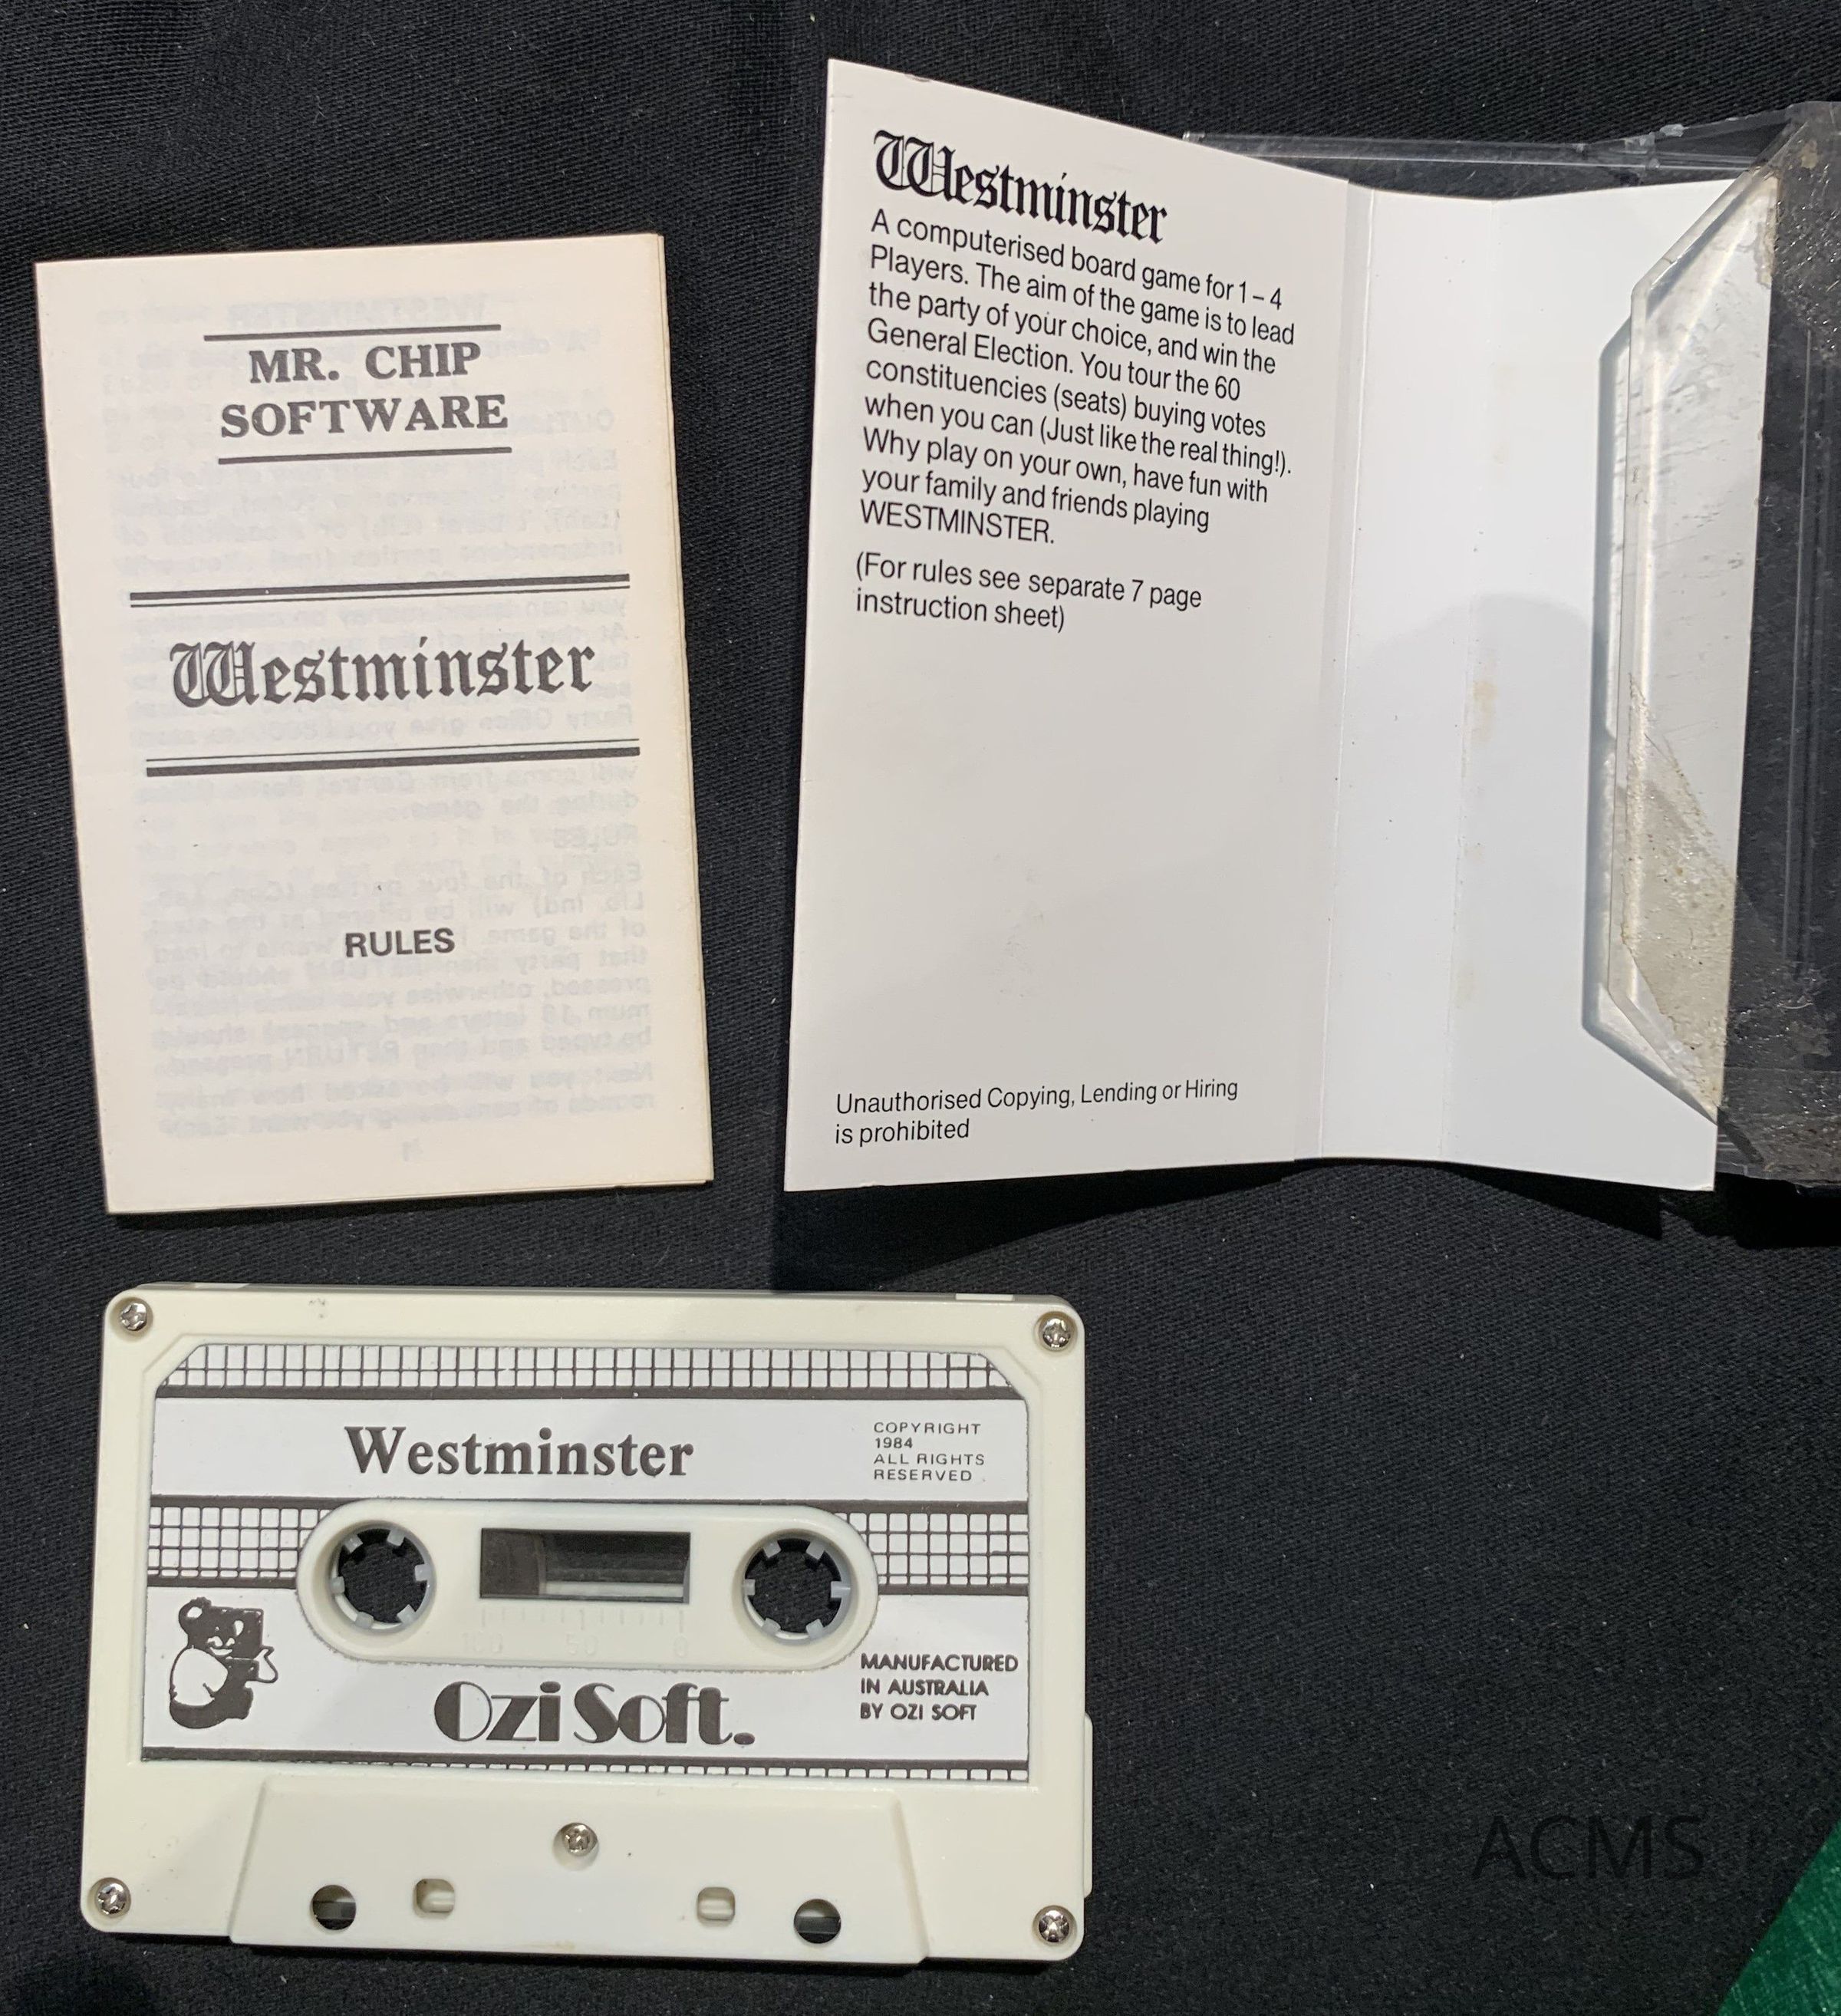 MR. CHIP
SOFTWARE
Westminster
RULES
Westminster
A computerised board game for 1 – 4
Players. The aim of the game is to lead
the party of your choice, and win the
General Election. You tour the 60
constituencies (seats) buying votes
when you can (Just like the real thing!).
Why play on your own, have fun with
your family and friends playing
WESTMINSTER.
(For rules see separate 7 page
instruction sheet)
Unauthorised Copying, Lending or Hiring
is prohibited
Westminster
COPYRIGHT
1984
ALL RIGHTS
RESERVED
100 50 0
Ozi Soft.
MANUFACTURED
IN AUSTRALIA
BY OZI SOFT
ACMS